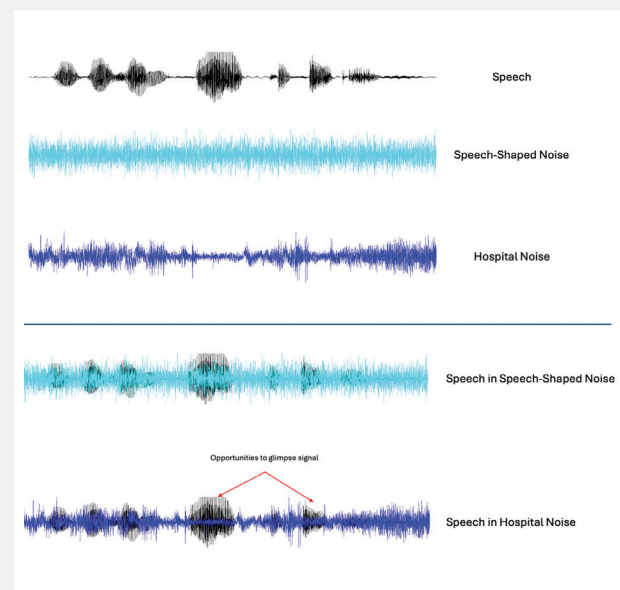 Speech
Speech-Shaped Noise
Hospital Noise
Speech in Speech-Shaped Noise
Opportunities to glimpse signal
Speech in Hospital Noise